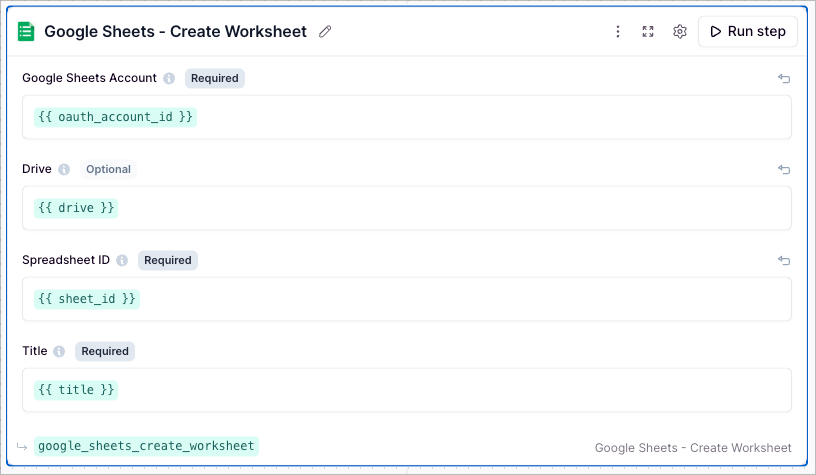 Google Sheets - Create Worksheet
Run step
Google Sheets Account Required
{{ oauth_account_id }}
Drive Optional
{{ drive }}
Spreadsheet ID Required
{{ sheet_id }}
Title Required
{{ title }}
google_sheets_create_worksheet Google Sheets - Create Worksheet